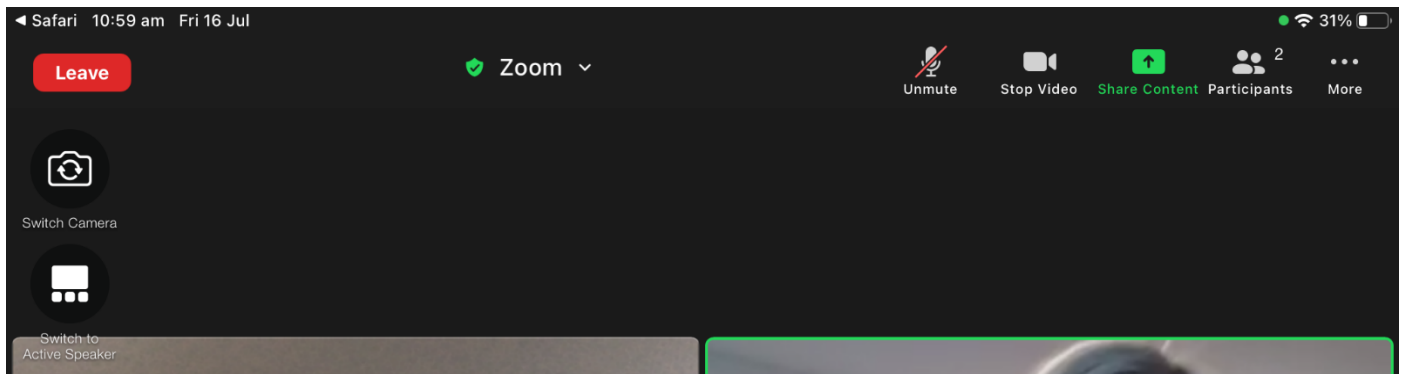 Safari 10:59 am Fri 16 Jul 31%
Leave Zoom 2
Unmute Stop Video Share Content Participants More
Switch Camera
Switch to
Active Speaker